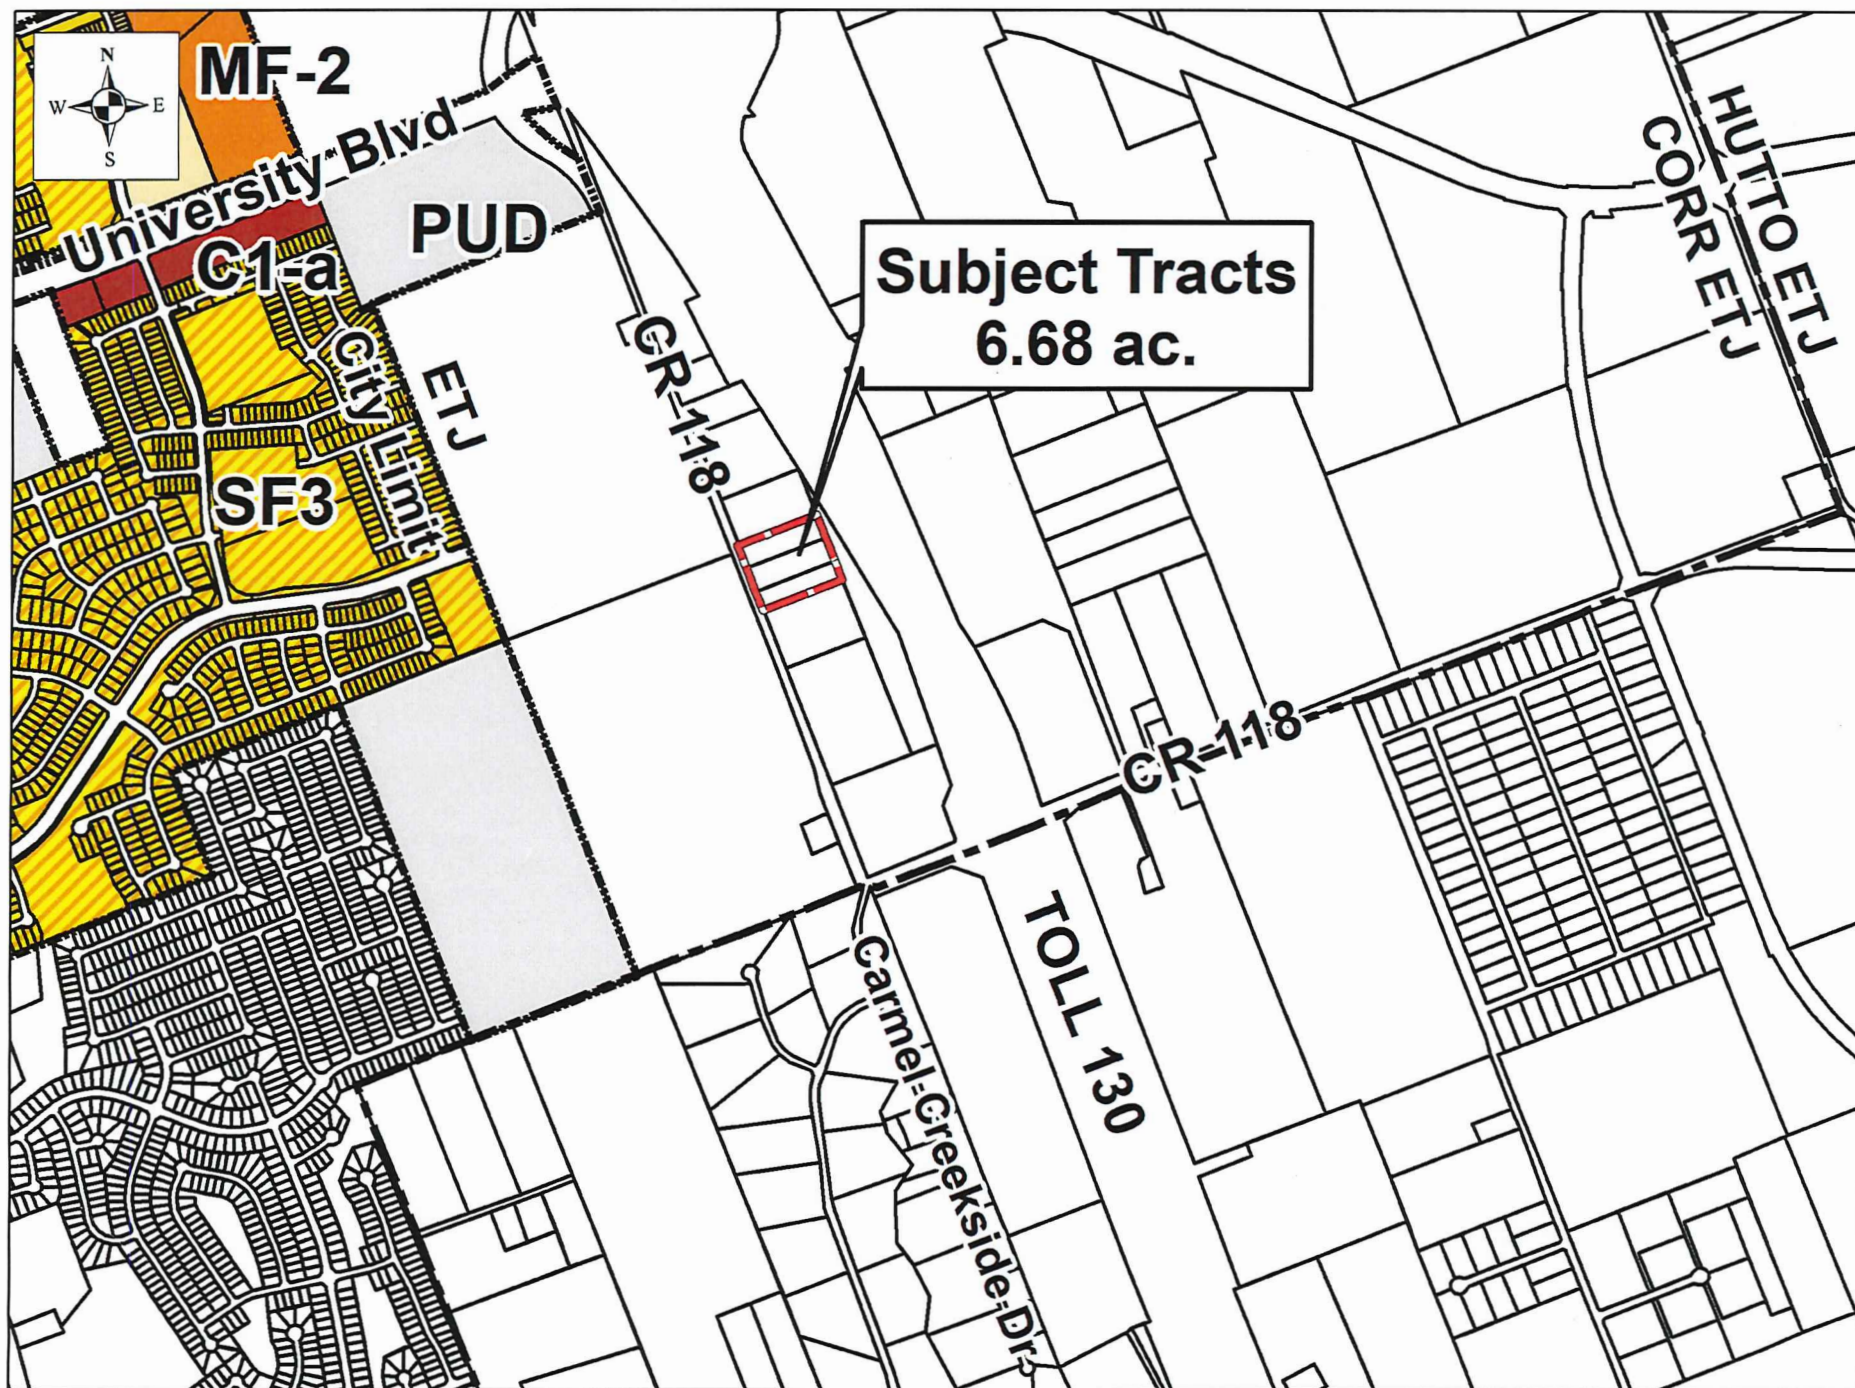 N
W E
S
MF-2
University Blvd
C1-a
PUD
City Limit
ETJ
SF3
CR 118
Subject Tracts
6.68 ac.
HUTTO ETJ
CORR ETJ
CR 118
TOLL 130
Carmel Creekside Dr